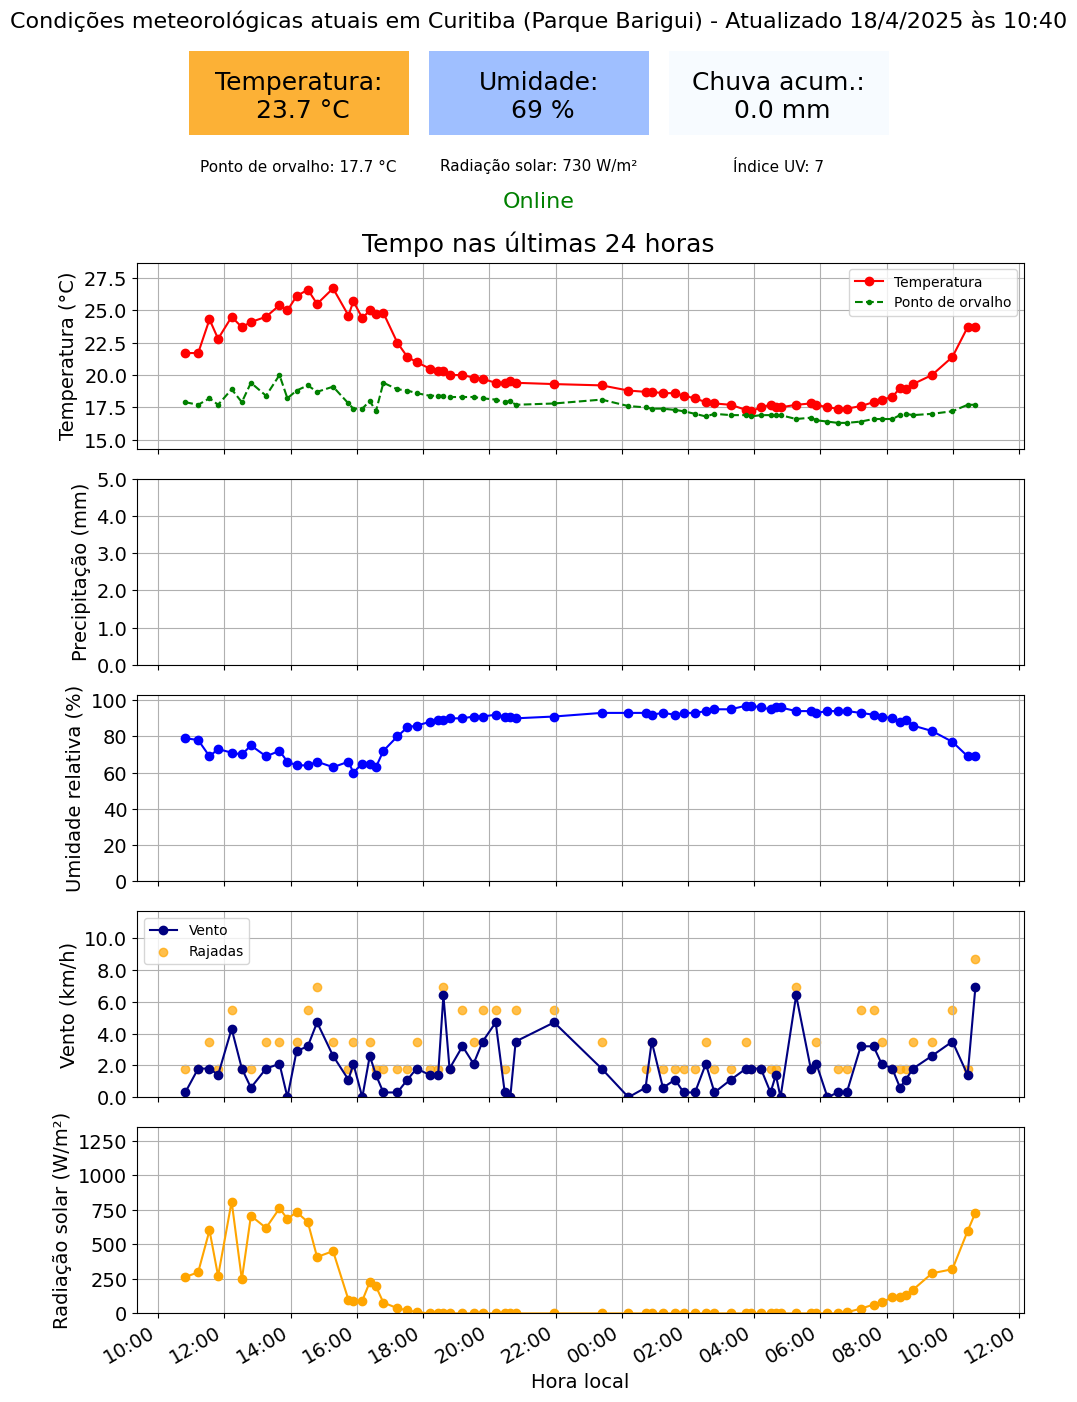 Condições meteorológicas atuais em Curitiba (Parque Barigui) - Atualizado 18/4/2025 às 10:40
Temperatura:
23.7 °C
Umidade:
69 %
Chuva acum.:
0.0 mm
Ponto de orvalho: 17.7 °C
Radiação solar: 730 W/m²
Índice UV: 7
Online
Tempo nas últimas 24 horas
Temperatura (°C)
27.5
25.0
22.5
20.0
17.5
15.0
Temperatura
Ponto de orvalho
Precipitação (mm)
5.0
4.0
3.0
2.0
1.0
0.0
Umidade relativa (%)
100
80
60
40
20
0
Vento (km/h)
10.0
8.0
6.0
4.0
2.0
0.0
Vento
Rajadas
Radiação solar (W/m²)
1250
1000
750
500
250
0
10:00
12:00
14:00
16:00
18:00
20:00
22:00
00:00
02:00
04:00
06:00
08:00
10:00
12:00
Hora local